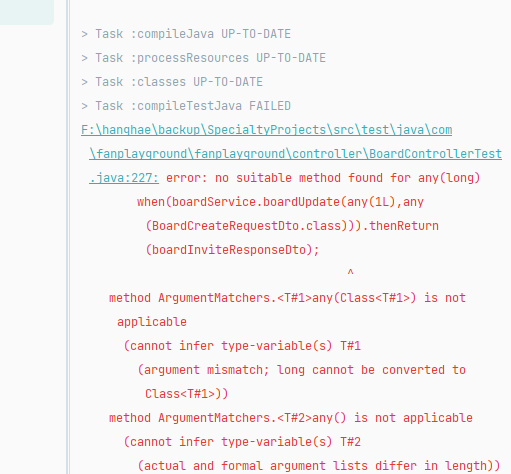 > Task :compileJava UP-TO-DATE
> Task :processResources UP-TO-DATE
> Task :classes UP-TO-DATE
> Task :compileTestJava FAILED
F:\hanghae\backup\SpecialtyProjects\src\test\java\com
\fanplayground\fanplayground\controller\BoardControllerTest
.java:227: error: no suitable method found for any(long)
when(boardService.boardUpdate(any(1L),any
(BoardCreateRequestDto.class))).thenReturn
(boardInviteResponseDto);
^
method ArgumentMatchers.<T#1>any(Class<T#1>) is not
applicable
(cannot infer type-variable(s) T#1
(argument mismatch; long cannot be converted to
Class<T#1>))
method ArgumentMatchers.<T#2>any() is not applicable
(cannot infer type-variable(s) T#2
(actual and formal argument lists differ in length))